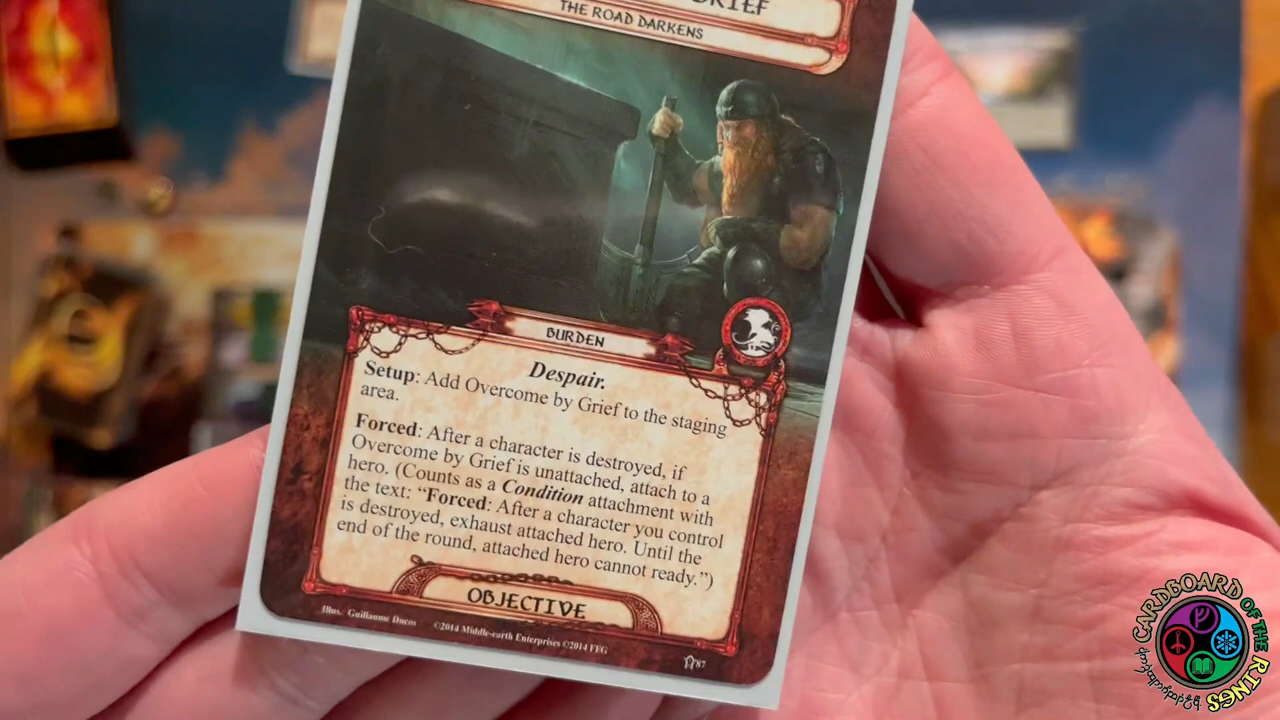 THE ROAD DARKENS
BURDEN
Despair.
Setup: Add Overcome by Grief to the staging
area.
Forced: After a character is destroyed, if
Overcome by Grief is unattached, attach to a
hero. (Counts as a Condition attachment with
the text: “Forced: After a character you control
is destroyed, exhaust attached hero. Until the
end of the round, attached hero cannot ready.”)
OBJECTIVE
Illus. Guillaume Ducos ©2014 Middle-earth Enterprises ©2014 FFG 87
CARDBOARD OF THE RINGS